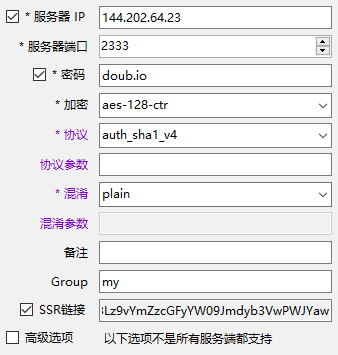 * 服务器 IP 144.202.64.23
* 服务器端口 2333
* 密码 doub.io
* 加密 aes-128-ctr
* 协议 auth_sha1_v4
协议参数
* 混淆 plain
混淆参数
备注
Group my
SSR链接 3Lz9vYmZzcGFyYW09Jmdyb3VwPWJYaw
高级选项 以下选项不是所有服务端都支持